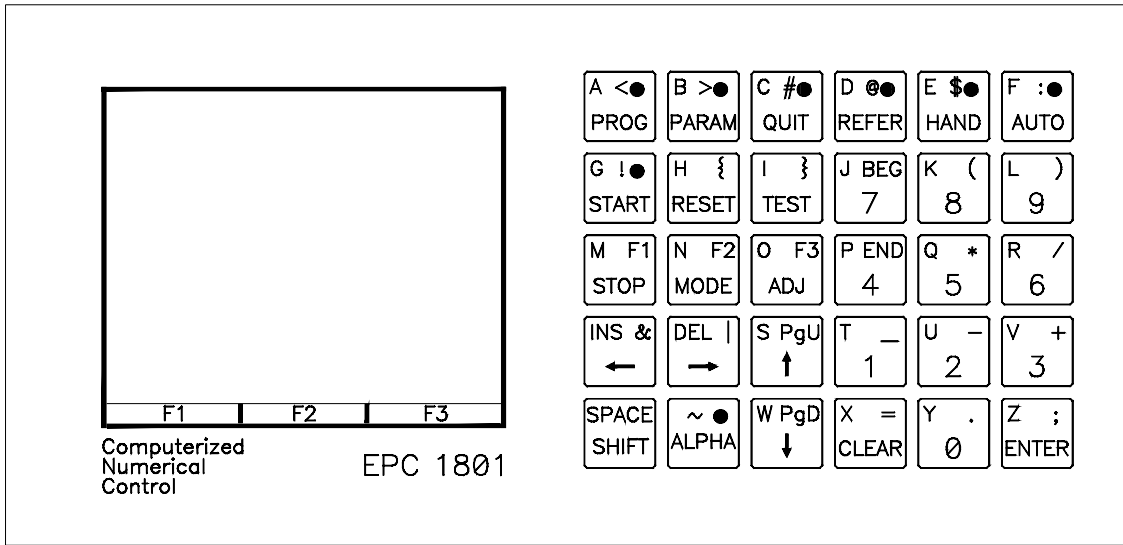 A <● B >● C #● D @● E $● F :●
PROG PARAM QUIT REFER HAND AUTO
G !● H { I } J BEG K ( L )
START RESET TEST 7 8 9
M F1 N F2 O F3 P END Q * R /
STOP MODE ADJ 4 5 6
INS & DEL | S PgU T _ U - V +
← → ↑ 1 2 3
SPACE ~ ● W PgD X = Y . Z ;
SHIFT ALPHA ↓ CLEAR 0 ENTER
F1 F2 F3
Computerized
Numerical
Control
EPC 1801